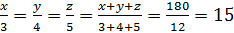 x/3 = y/4 = z/5 = (x+y+z)/(3+4+5) = 180/12 = 15